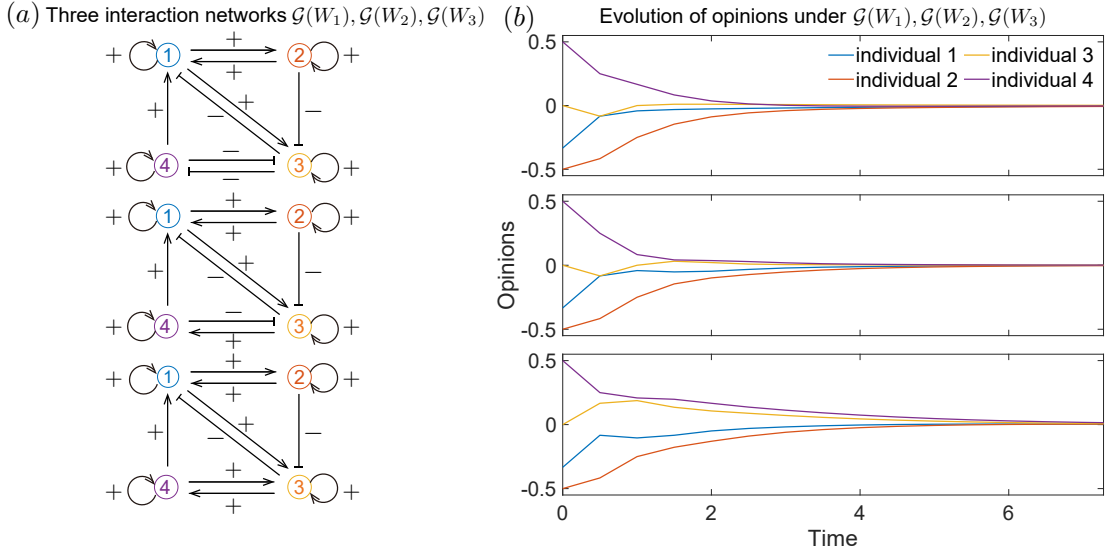 (a) Three interaction networks 𝒢(W₁), 𝒢(W₂), 𝒢(W₃)
+ 1 + 2 +
+
+ + − −
−
+ 4 − 3 +
+ 1 + 2 +
+
+ + − −
−
+ 4 + 3 +
+ 1 + 2 +
+
+ + − −
+
+ 4 + 3 +
(b) Evolution of opinions under 𝒢(W₁), 𝒢(W₂), 𝒢(W₃)
0.5
individual 1
individual 2
individual 3
individual 4
0
-0.5
0.5
0
-0.5
0.5
0
-0.5
Opinions
0 2 4 6
Time